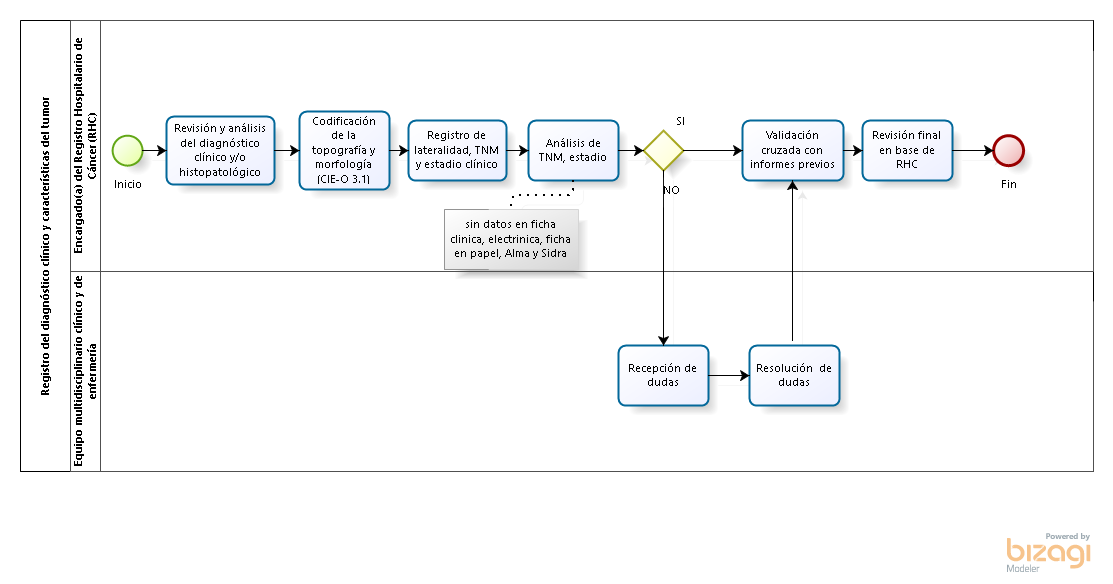 Registro del diagnóstico clínico y características del tumor
Encargado(a) del Registro Hospitalario de
Cáncer (RHC)
Inicio
Revisión y análisis
del diagnóstico
clínico y/o
histopatológico
Codificación
de la
topografía y
morfología
(CIE-O 3.1)
Registro de
lateralidad, TNM
y estadio clínico
Análisis de
TNM, estadio
sin datos en ficha
clinica, electrinica, ficha
en papel, Alma y Sidra
SI
NO
Validación
cruzada con
informes previos
Revisión final
en base de
RHC
Fin
Equipo multidisciplinario clínico y de
enfermería
Recepción de
dudas
Resolución  de
dudas
Powered by
bizagi
Modeler